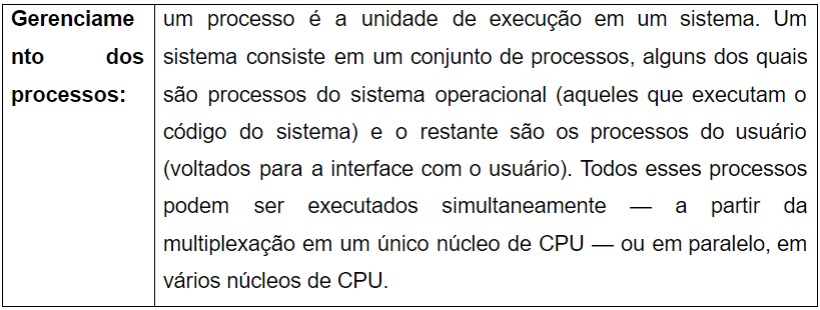 Gerenciame
nto dos
processos:
um processo é a unidade de execução em um sistema. Um
sistema consiste em um conjunto de processos, alguns dos quais
são processos do sistema operacional (aqueles que executam o
código do sistema) e o restante são os processos do usuário
(voltados para a interface com o usuário). Todos esses processos
podem ser executados simultaneamente — a partir da
multiplexação em um único núcleo de CPU — ou em paralelo, em
vários núcleos de CPU.